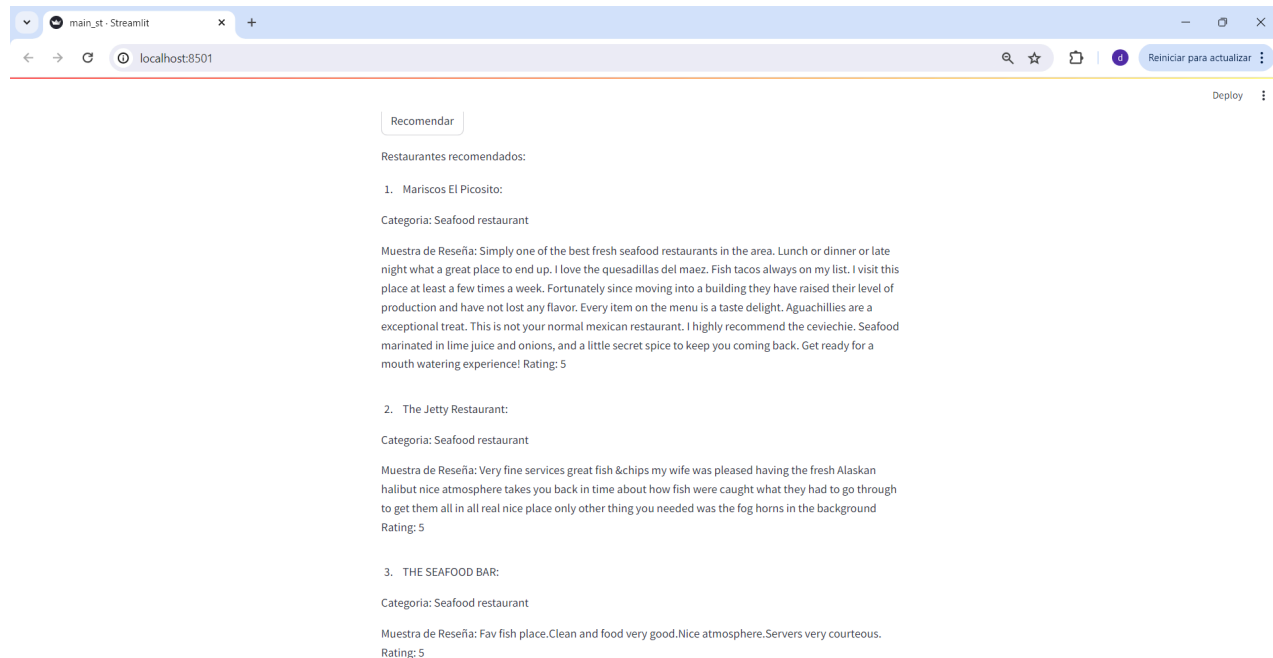 main_st · Streamlit
localhost:8501
d
Reiniciar para actualizar
Deploy
Recomendar
Restaurantes recomendados:
1. Mariscos El Picosito:
Categoria: Seafood restaurant
Muestra de Reseña: Simply one of the best fresh seafood restaurants in the area. Lunch or dinner or late
night what a great place to end up. I love the quesadillas del maez. Fish tacos always on my list. I visit this
place at least a few times a week. Fortunately since moving into a building they have raised their level of
production and have not lost any flavor. Every item on the menu is a taste delight. Aguachillies are a
exceptional treat. This is not your normal mexican restaurant. I highly recommend the ceviechie. Seafood
marinated in lime juice and onions, and a little secret spice to keep you coming back. Get ready for a
mouth watering experience! Rating: 5
2. The Jetty Restaurant:
Categoria: Seafood restaurant
Muestra de Reseña: Very fine services great fish &chips my wife was pleased having the fresh Alaskan
halibut nice atmosphere takes you back in time about how fish were caught what they had to go through
to get them all in all real nice place only other thing you needed was the fog horns in the background
Rating: 5
3. THE SEAFOOD BAR:
Categoria: Seafood restaurant
Muestra de Reseña: Fav fish place.Clean and food very good.Nice atmosphere.Servers very courteous.
Rating: 5